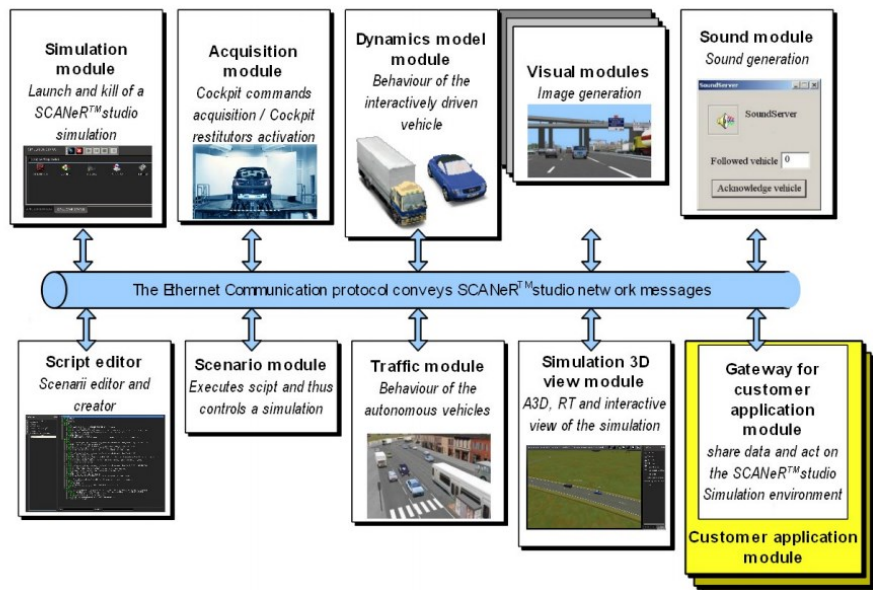 Simulation
module
Launch and kill of a
SCANeR™studio
simulation
Acquisition
module
Cockpit commands
acquisition / Cockpit
restitutors activation
Dynamics model
module
Behaviour of the
interactively driven
vehicle
Visual modules
Image generation
Sound module
Sound generation
SoundServer
SoundServer
Followed vehicle 0
Acknowledge vehicle
The Ethernet Communication protocol conveys SCANeR™studio network messages
Script editor
Scenarii editor and
creator
Scenario module
Executes scipt and thus
controls a simulation
Traffic module
Behaviour of the
autonomous vehicles
Simulation 3D
view module
A3D, RT and interactive
view of the simulation
Gateway for
customer
application
module
share data and act on
the SCANeR™studio
Simulation environment
Customer application
module